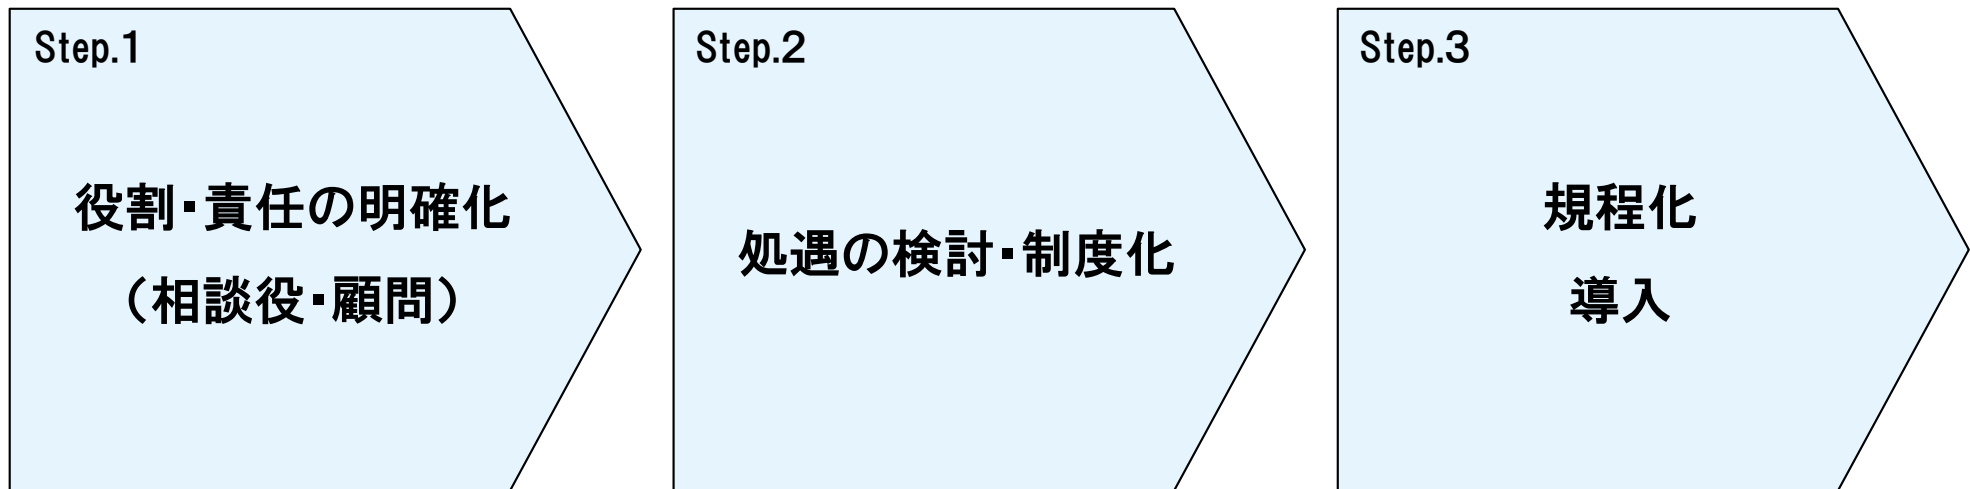 Step.1
役割・責任の明確化
（相談役・顧問）
Step.2
処遇の検討・制度化
Step.3
規程化
導入